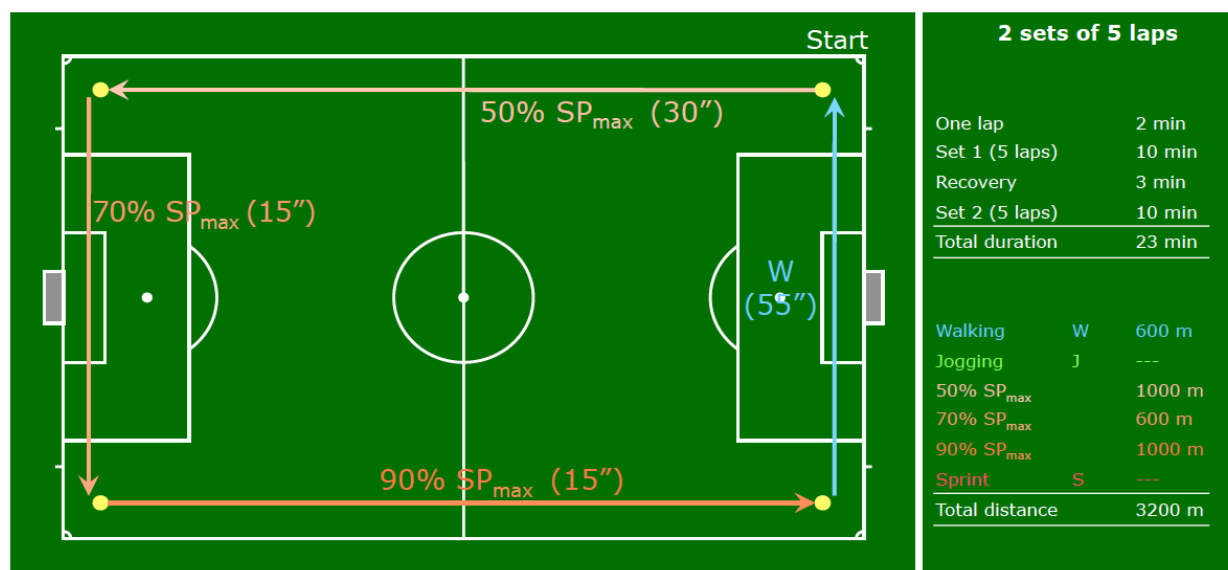 Start
50% SPmax (30”)
70% SPmax (15”)
W
(55”)
90% SPmax (15”)
2 sets of 5 laps
One lap 2 min
Set 1 (5 laps) 10 min
Recovery 3 min
Set 2 (5 laps) 10 min
Total duration 23 min
Walking W 600 m
Jogging J ---
50% SPmax 1000 m
70% SPmax 600 m
90% SPmax 1000 m
Sprint S ---
Total distance 3200 m